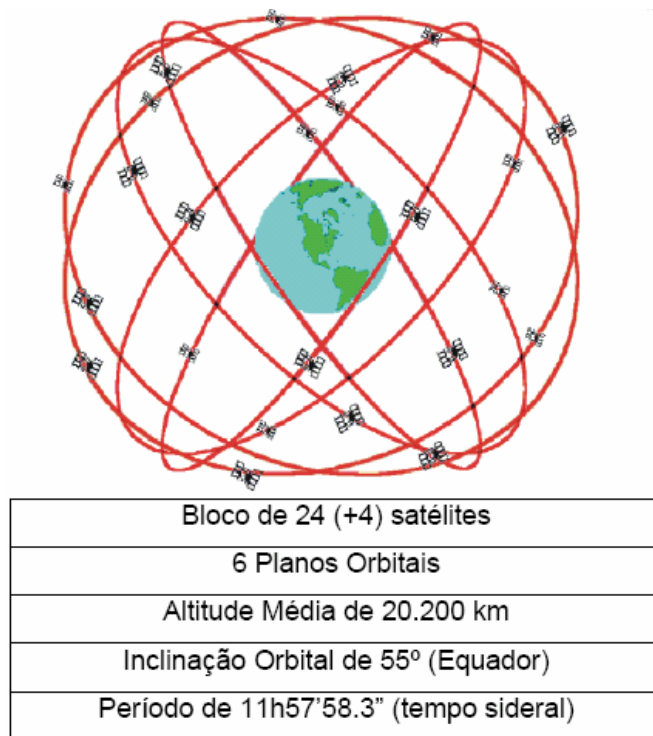 Bloco de 24 (+4) satélites
6 Planos Orbitais
Altitude Média de 20.200 km
Inclinação Orbital de 55º (Equador)
Período de 11h57’58.3” (tempo sideral)